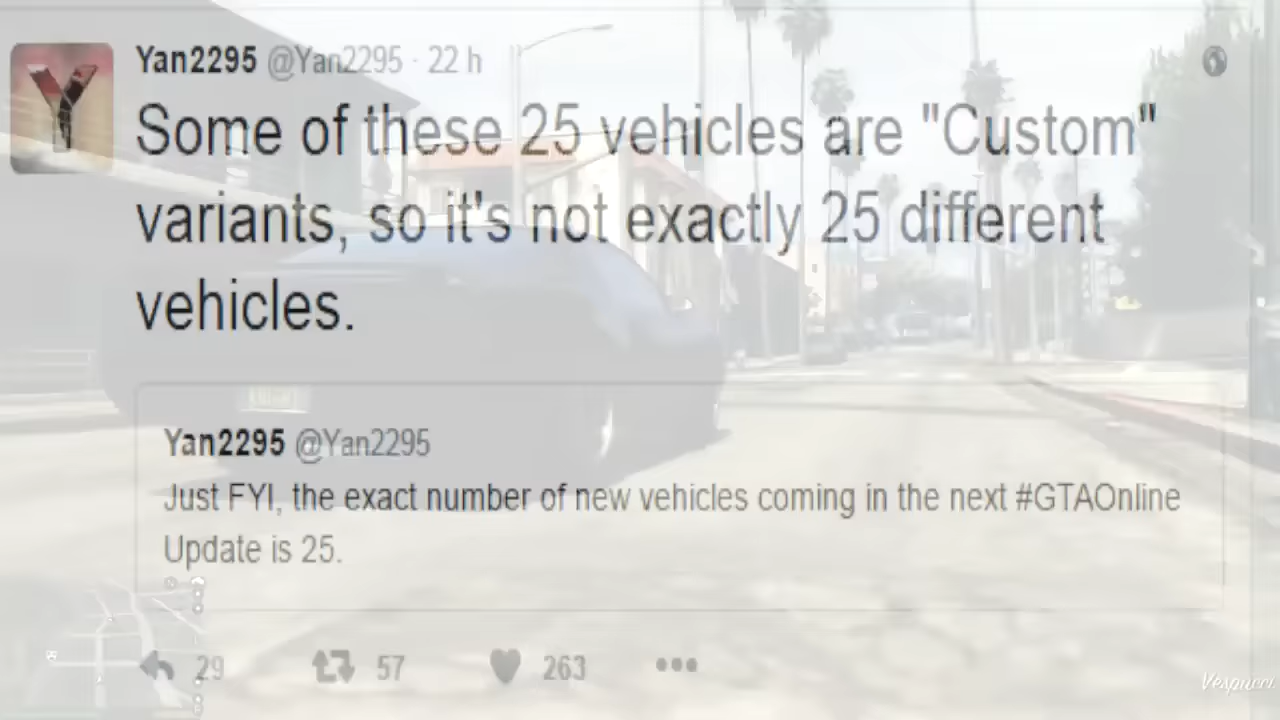 Yan2295 @Yan2295 · 22 h
Some of these 25 vehicles are "Custom"
variants, so it's not exactly 25 different
vehicles.
Yan2295 @Yan2295
Just FYI, the exact number of new vehicles coming in the next #GTAOnline
Update is 25.
29 57 263
Vespucci